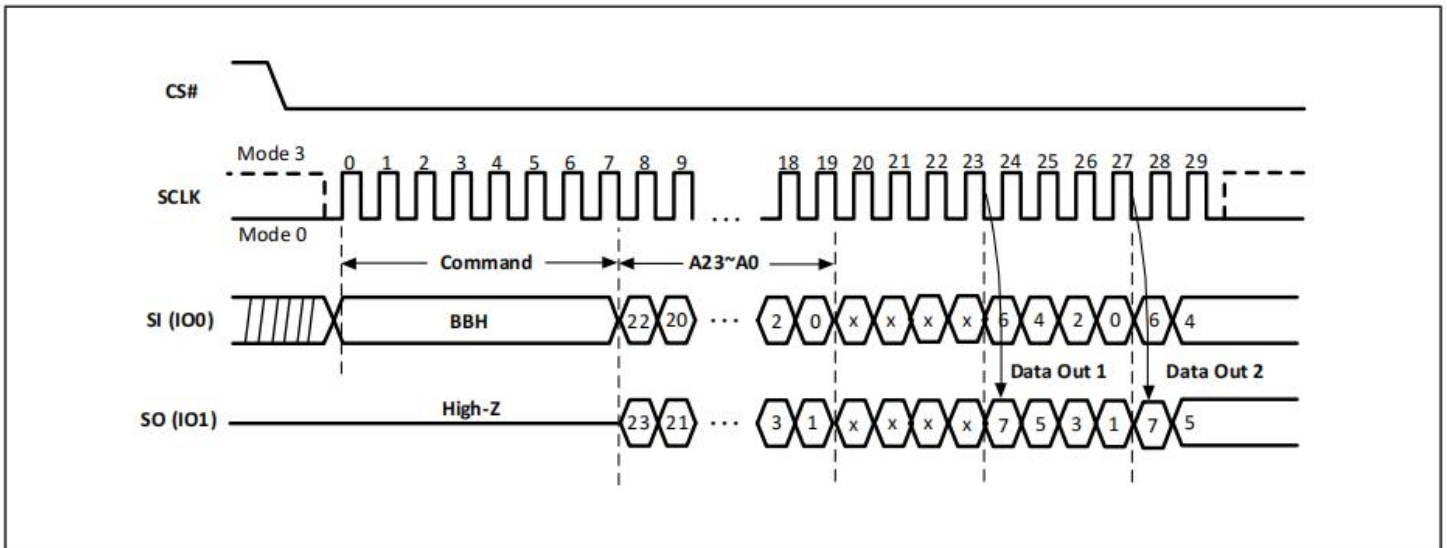 CS#
Mode 3
0 1 2 3 4 5 6 7 8 9 18 19 20 21 22 23 24 25 26 27 28 29
SCLK
...
Mode 0
Command A23~A0
SI (IO0) BBH 22 20 ... 2 0 x x x x 6 4 2 0 6 4
Data Out 1 Data Out 2
SO (IO1) High-Z 23 21 ... 3 1 x x x x 7 5 3 1 7 5